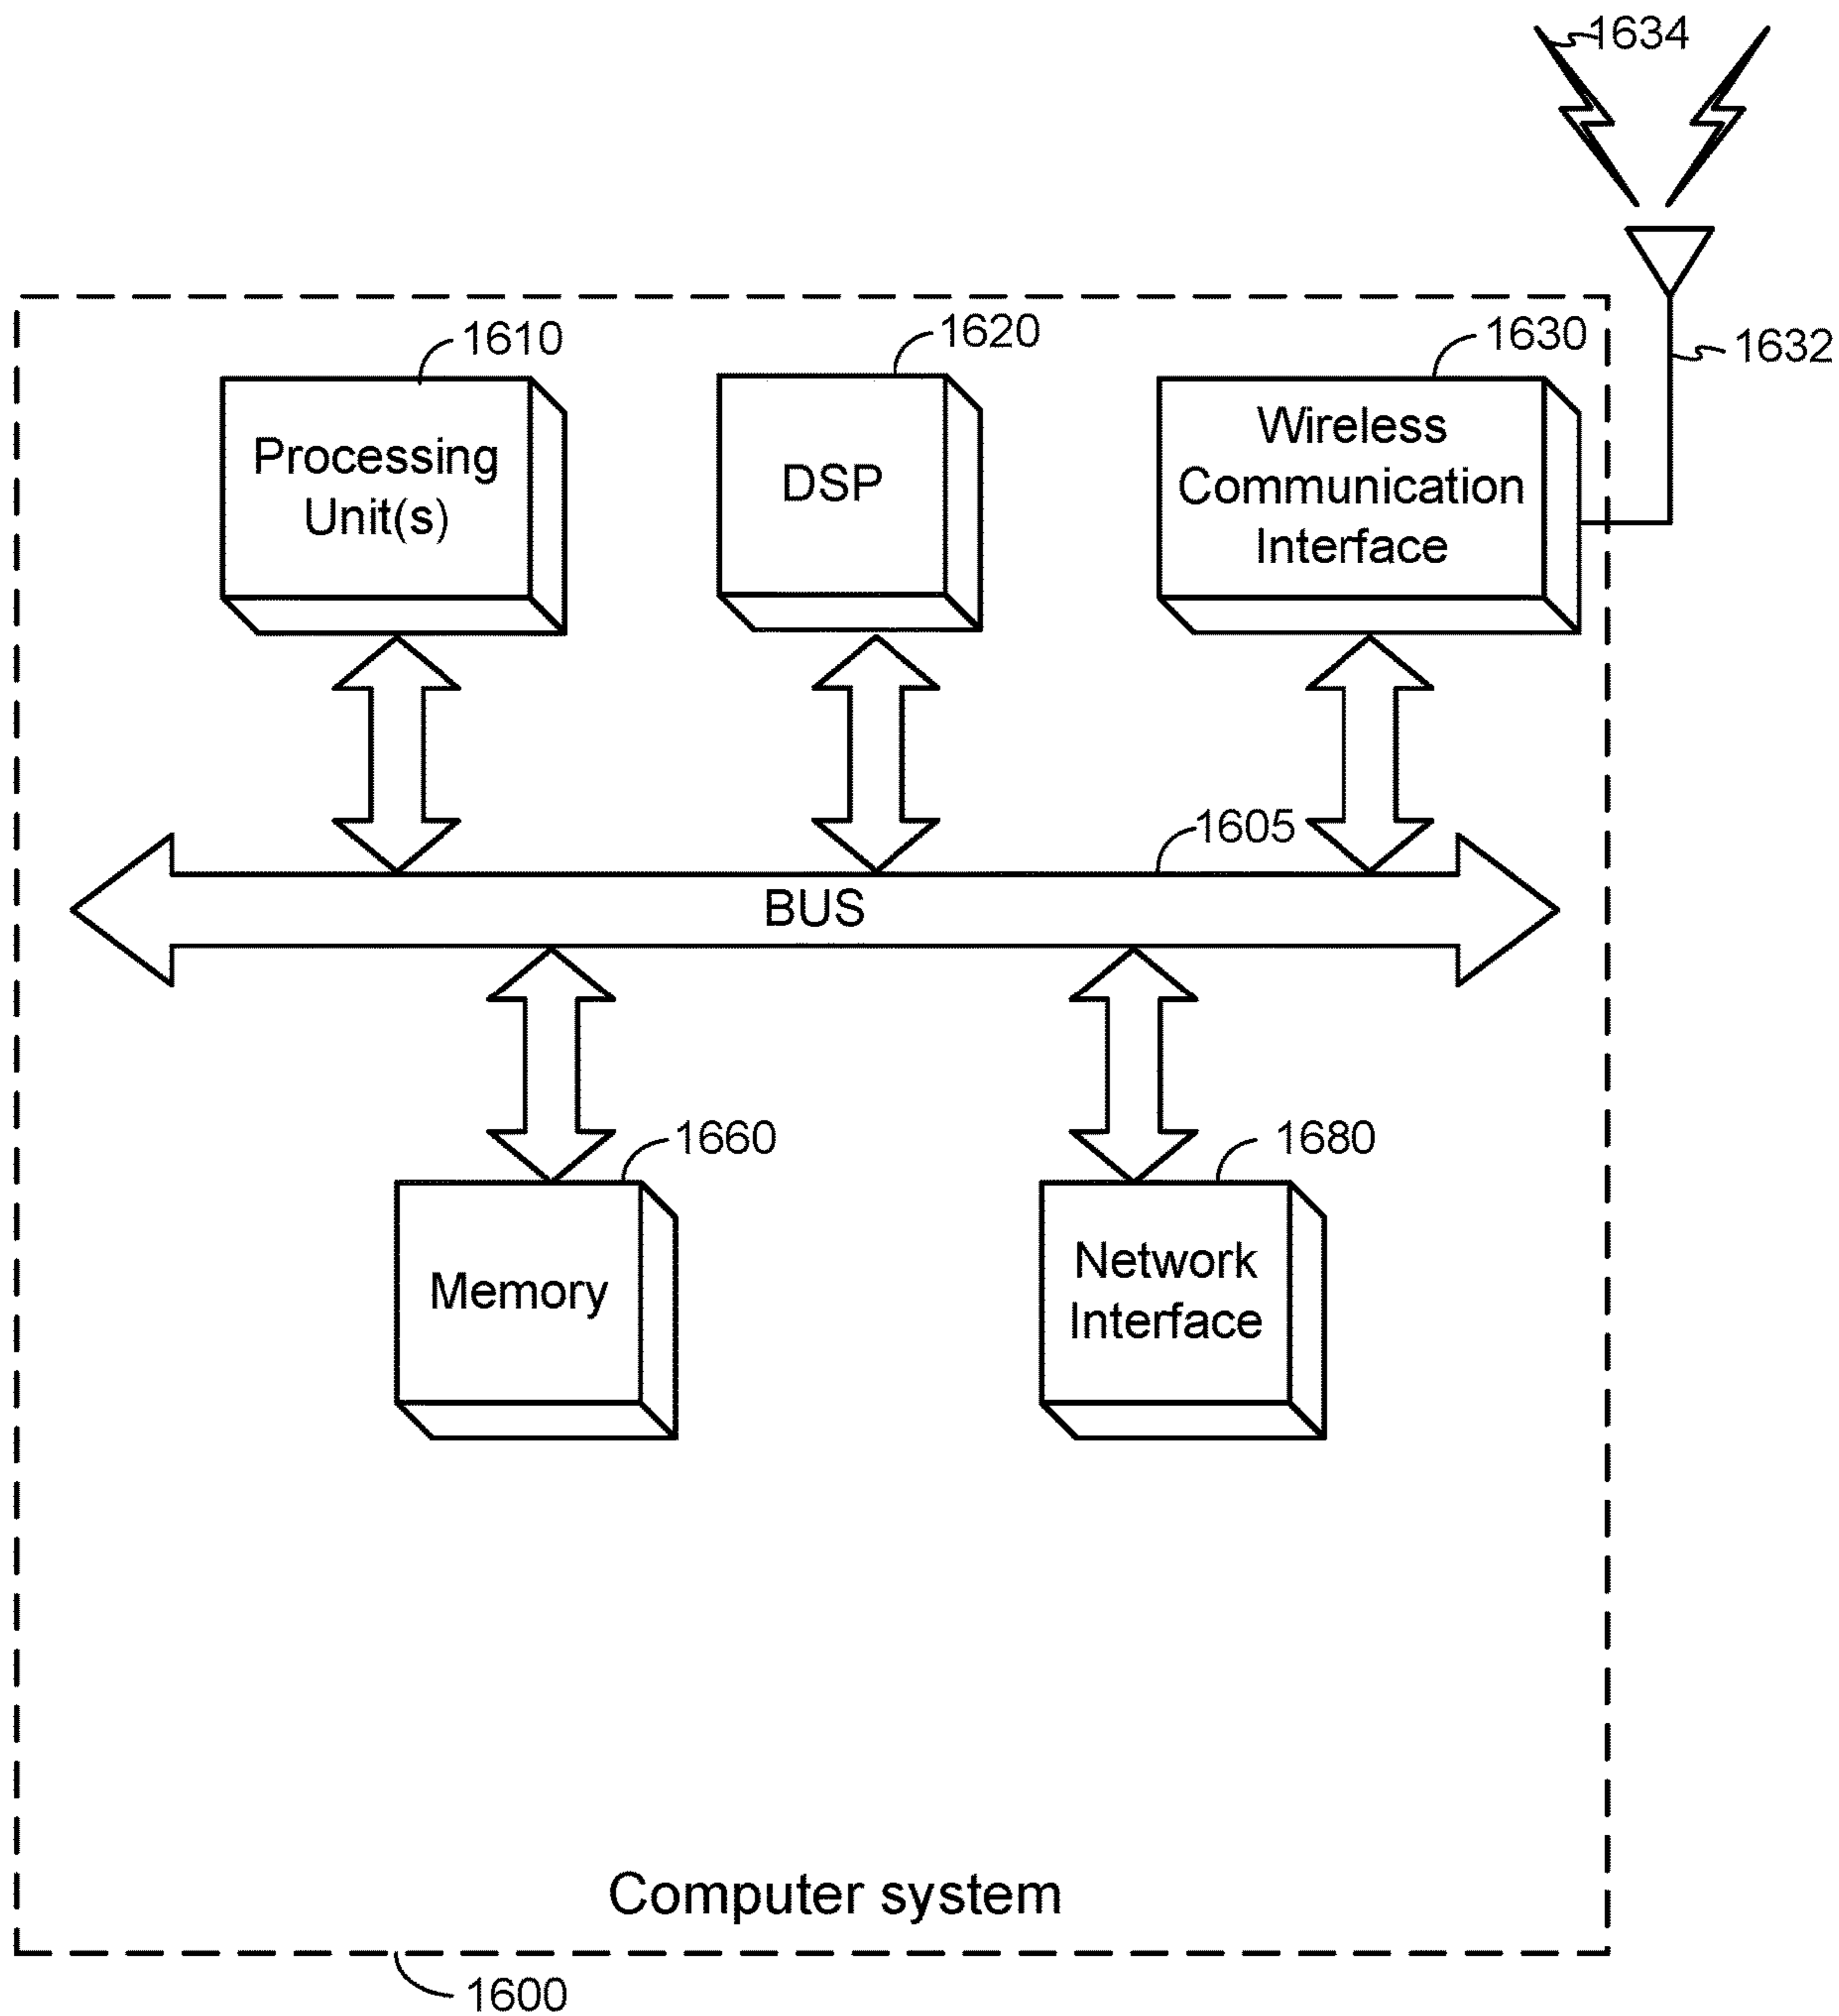 1634
1610
1620
1630
1632
Processing
Unit(s)
DSP
Wireless
Communication
Interface
1605
BUS
1660
1680
Memory
Network
Interface
Computer system
1600